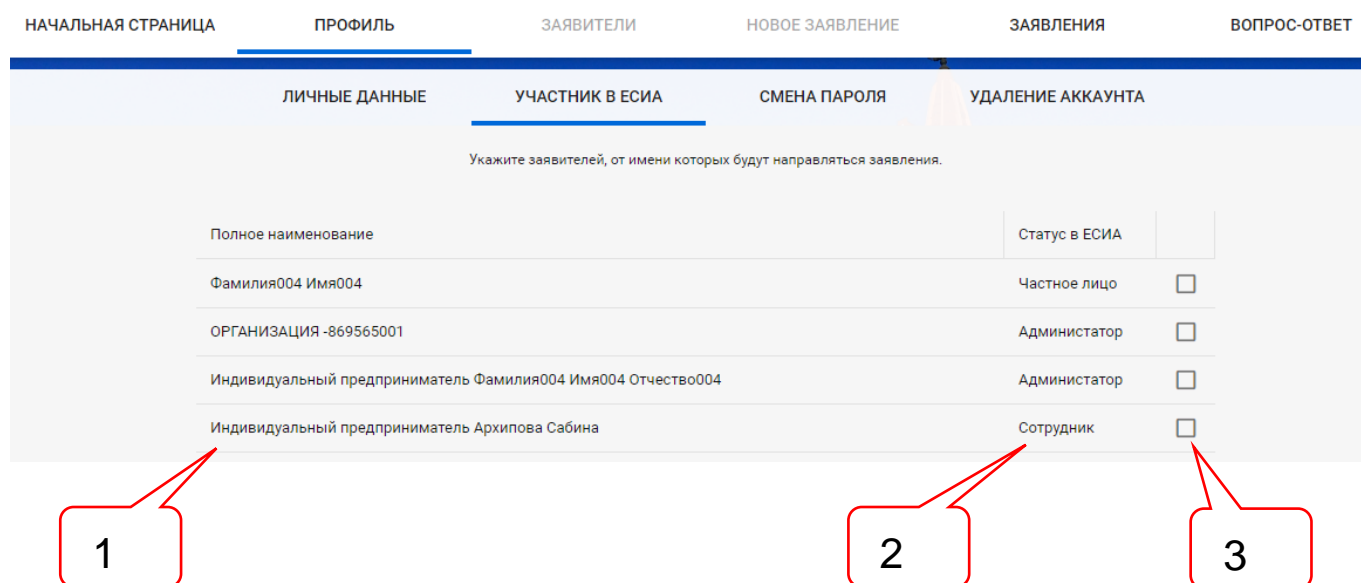 НАЧАЛЬНАЯ СТРАНИЦА ПРОФИЛЬ ЗАЯВИТЕЛИ НОВОЕ ЗАЯВЛЕНИЕ ЗАЯВЛЕНИЯ ВОПРОС-ОТВЕТ
ЛИЧНЫЕ ДАННЫЕ УЧАСТНИК В ЕСИА СМЕНА ПАРОЛЯ УДАЛЕНИЕ АККАУНТА
Укажите заявителей, от имени которых будут направляться заявления.
Полное наименование Статус в ЕСИА
Фамилия004 Имя004 Частное лицо
ОРГАНИЗАЦИЯ -869565001 Администатор
Индивидуальный предприниматель Фамилия004 Имя004 Отчество004 Администатор
Индивидуальный предприниматель Архипова Сабина Сотрудник
1 2 3